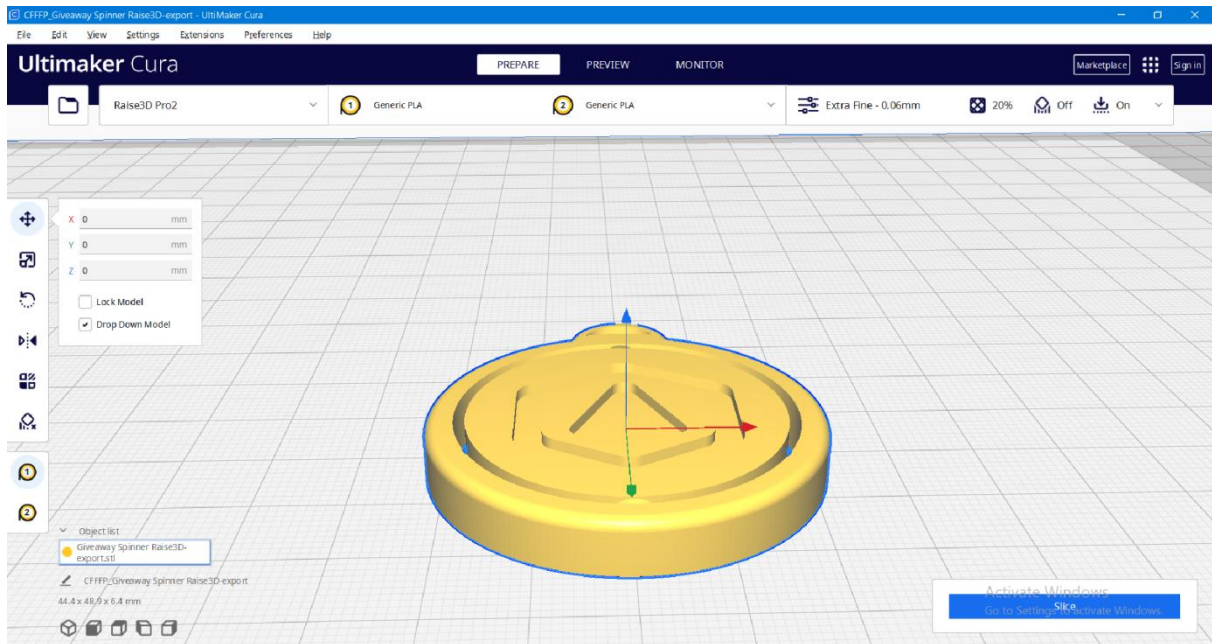 CFFFP_Giveaway Spinner Raise3D-export - UltiMaker Cura
File Edit View Settings Extensions Preferences Help
Ultimaker Cura
PREPARE PREVIEW MONITOR
Marketplace Sign in
Raise3D Pro2
1 Generic PLA
2 Generic PLA
Extra Fine - 0.06mm 20% Off On
X 0 mm
Y 0 mm
Z 0 mm
Lock Model
Drop Down Model
1
2
Object list
Giveaway Spinner Raise3D-
export.stl
CFFFP_Giveaway Spinner Raise3D-export
44.4 x 48.9 x 6.4 mm
Activate Windows
Slice
Go to Settings to activate Windows.